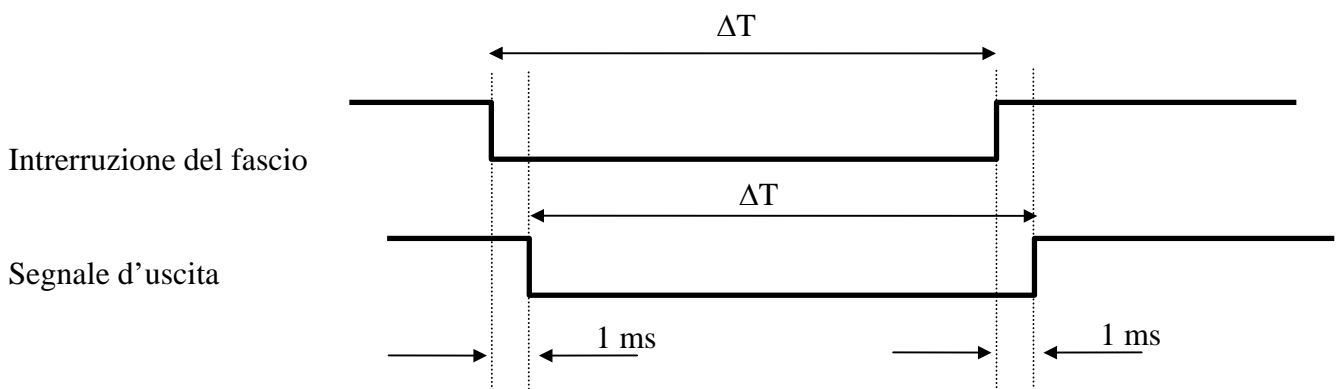 ΔT
Intrerruzione del fascio
ΔT
Segnale d’uscita
1 ms
1 ms